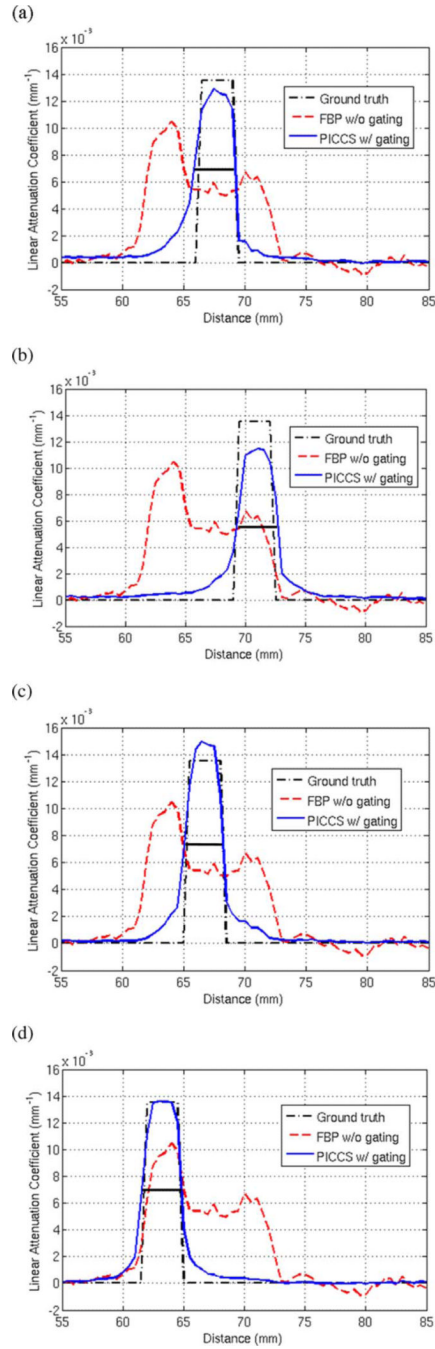 (a)
16 x 10⁻³
14
12
10
8
6
4
2
0
-2
Linear Attenuation Coefficient (mm⁻¹)
Ground truth
FBP w/o gating
PICCS w/ gating
55 60 65 70 75 80 85
Distance (mm)
(b)
16 x 10⁻³
14
12
10
8
6
4
2
0
-2
Linear Attenuation Coefficient (mm⁻¹)
Ground truth
FBP w/o gating
PICCS w/ gating
55 60 65 70 75 80 85
Distance (mm)
(c)
16 x 10⁻³
14
12
10
8
6
4
2
0
-2
Linear Attenuation Coefficient (mm⁻¹)
Ground truth
FBP w/o gating
PICCS w/ gating
55 60 65 70 75 80 85
Distance (mm)
(d)
16 x 10⁻³
14
12
10
8
6
4
2
0
-2
Linear Attenuation Coefficient (mm⁻¹)
Ground truth
FBP w/o gating
PICCS w/ gating
55 60 65 70 75 80 85
Distance (mm)